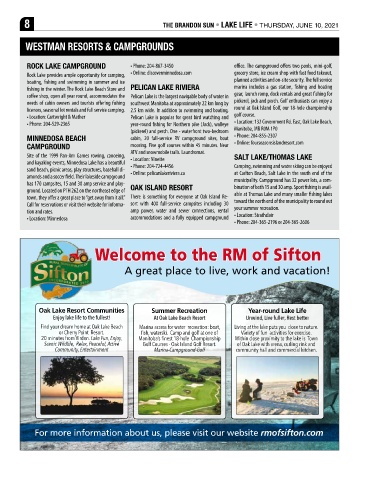 8
THE BRANDON SUN • LAKE LIFE • THURSDAY, JUNE 10, 2021
WESTMAN RESORTS & CAMPGROUNDS
ROCK LAKE CAMPGROUND
Rock Lake provides ample opportunity for camping,
boating, fishing and swimming in summer and ice
fishing in the winter. The Rock Lake Beach Store and
coffee shop, open all year round, accommodates the
needs of cabin owners and tourists offering fishing
licences, seasonal lot rentals and full service camping.
• Location: Cartwright & Mather
• Phone: 204-529-2363
MINNEDOSA BEACH
CAMPGROUND
Site of the 1999 Pan Am Games rowing, canoeing,
and kayaking events, Minnedosa Lake has a beautiful
sand beach, picnic areas, play structures, baseball di-
amonds and a soccer field. Their lakeside campground
has 170 campsites, 15 and 30 amp service and play-
ground. Located on PTH 262 on the northeast edge of
town, they offer a great place to "get away from it all."
Call for reservations or visit their website for informa-
tion and rates.
• Location: Minnedosa
• Phone: 204-867-3450
• Online: discoverminnedosa.com
PELICAN LAKE RIVIERA
Pelican Lake is the largest navigable body of water in
southwest Manitoba at approximately 22 km long by
2.5 km wide. In addition to swimming and boating,
Pelican Lake is popular for great bird watching and
year-round fishing for Northern pike (Jack), walleye
(pickerel) and perch. One - water front two-bedroom
cabin, 30 full-service RV campground sites, boat
mooring. Five golf courses within 45 minutes. Near
ATV and snowmobile trails. Laundromat.
• Location: Ninette
• Phone: 204-724-4456
• Online: pelicanlakeriviera.ca
OAK ISLAND RESORT
There is something for everyone at Oak Island Re-
sort with 400 full-service campsites including 30
amp power, water and sewer connections, rental
accommodations and a fully equipped campground
office. The campground offers two pools, mini-golf,
grocery store, ice cream shop with fast food takeout,
planned activities and on-site security. The full service
marina includes a gas station, fishing and boating
gear, launch ramp, dock rentals and great fishing for
pickerel, jack and perch. Golf enthusiasts can enjoy a
round at Oak Island Golf, our 18-hole championship
golf course.
• Location: 132 Government Rd. East, Oak Lake Beach,
Manitoba, MB R0M 1P0
• Phone: 204-855-2307
• Online: fourseasonsislandresort.com
SALT LAKE/THOMAS LAKE
Camping, swimming and water skiing can be enjoyed
at Carlton Beach, Salt Lake in the south end of the
municipality. Campground has 22 power lots, a com-
bination of both 15 and 30 amp. Sport fishing is avail-
able at Thomas Lake and many smaller fishing lakes
toward the northwest of the municipality to round out
your summer recreation.
• Location: Strathclair
• Phone: 204-365-2196 or 204-365-2606
Sifton
Welcome to the RM of Sifton
A great place to live, work and vacation!
Oak Lake Resort Communities
Enjoy lake life to the fullest!
Find your dream home at Oak Lake Beach
or Cherry Point Resort.
20 minutes from Virden. Lake Fun, Enjoy,
Swim! Wildlife, Relax, Peaceful, Active
Community, Entertainment
Summer Recreation
At Oak Lake Beach Resort
Marina access for water recreation: boat,
fish, waterski. Camp and golf at one of
Manitoba's finest 18 hole Championship
Golf Courses - Oak Island Golf Resort.
Marina-Campground-Golf
Year-round Lake Life
Unwind, Live fuller, Rest better
Living at the lake puts you close to nature.
Variety of fun activities for exercise.
Within close proximity to the lake is Town
of Oak Lake with arena, curling rink and
community hall and commercial kitchen.
For more information about us, please visit our website rmofsifton.com